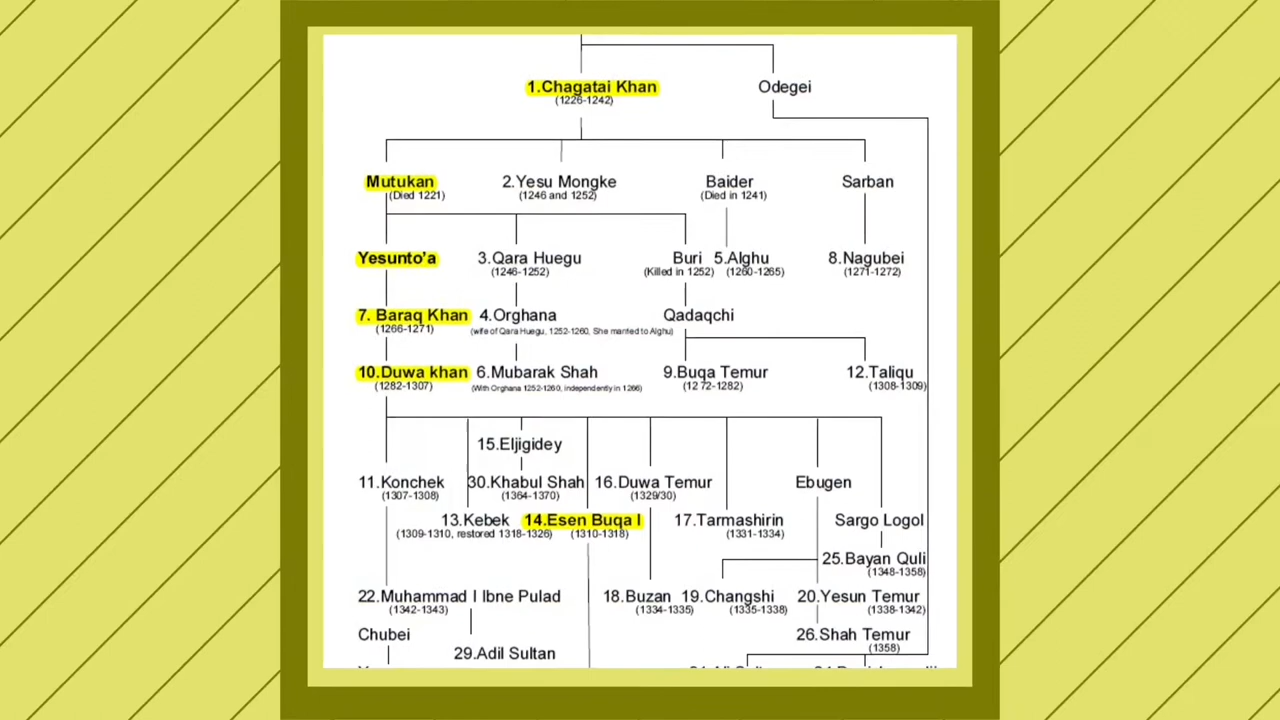 1.Chagatai Khan Odegei
(1226-1242)
Mutukan 2.Yesu Mongke Baider Sarban
(Died 1221) (1246 and 1252) (Died in 1241)
Yesunto'a 3.Qara Huegu Buri 5.Alghu 8.Nagubei
(1246-1252) (Killed in 1252) (1260-1265) (1271-1272)
7. Baraq Khan 4.Orghana Qadaqchi
(1266-1271) (wife of Qara Huegu, 1252-1260, She married to Alghu)
10.Duwa khan 6.Mubarak Shah 9.Buqa Temur 12.Taliqu
(1282-1307) (With Orghana 1252-1260, independently in 1266) (12 72-1282) (1308-1309)
15.Eljigidey
11.Konchek 30.Khabul Shah 16.Duwa Temur Ebugen
(1307-1308) (1364-1370) (1329/30)
13.Kebek 14.Esen Buqa I 17.Tarmashirin Sargo Logol
(1309-1310, restored 1318-1326) (1310-1318) (1331-1334)
25.Bayan Quli
(1348-1358)
22.Muhammad I Ibne Pulad 18.Buzan 19.Changshi 20.Yesun Temur
(1342-1343) (1334-1335) (1335-1338) (1338-1342)
Chubei 26.Shah Temur
(1358)
29.Adil Sultan